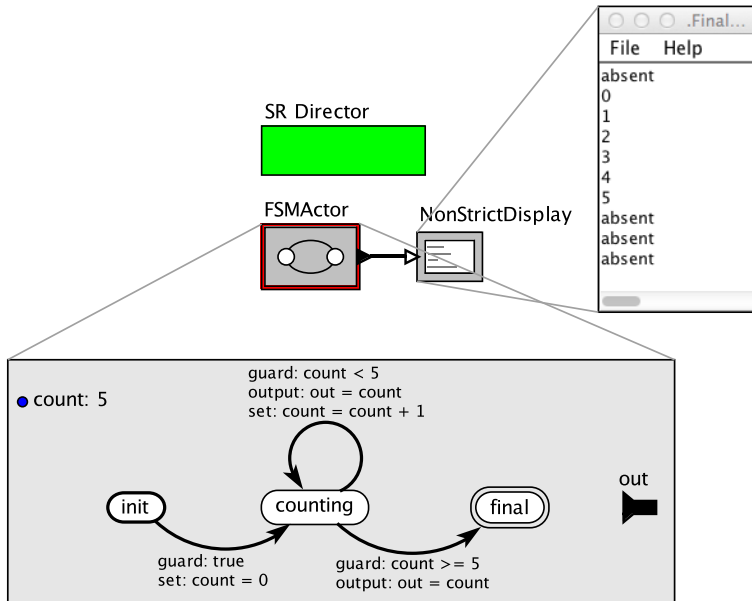 .Final...
File Help
absent
0
1
2
3
4
5
absent
absent
absent
SR Director
FSMActor
NonStrictDisplay
count: 5
guard: count < 5
output: out = count
set: count = count + 1
init
counting
final
out
guard: true
set: count = 0
guard: count >= 5
output: out = count